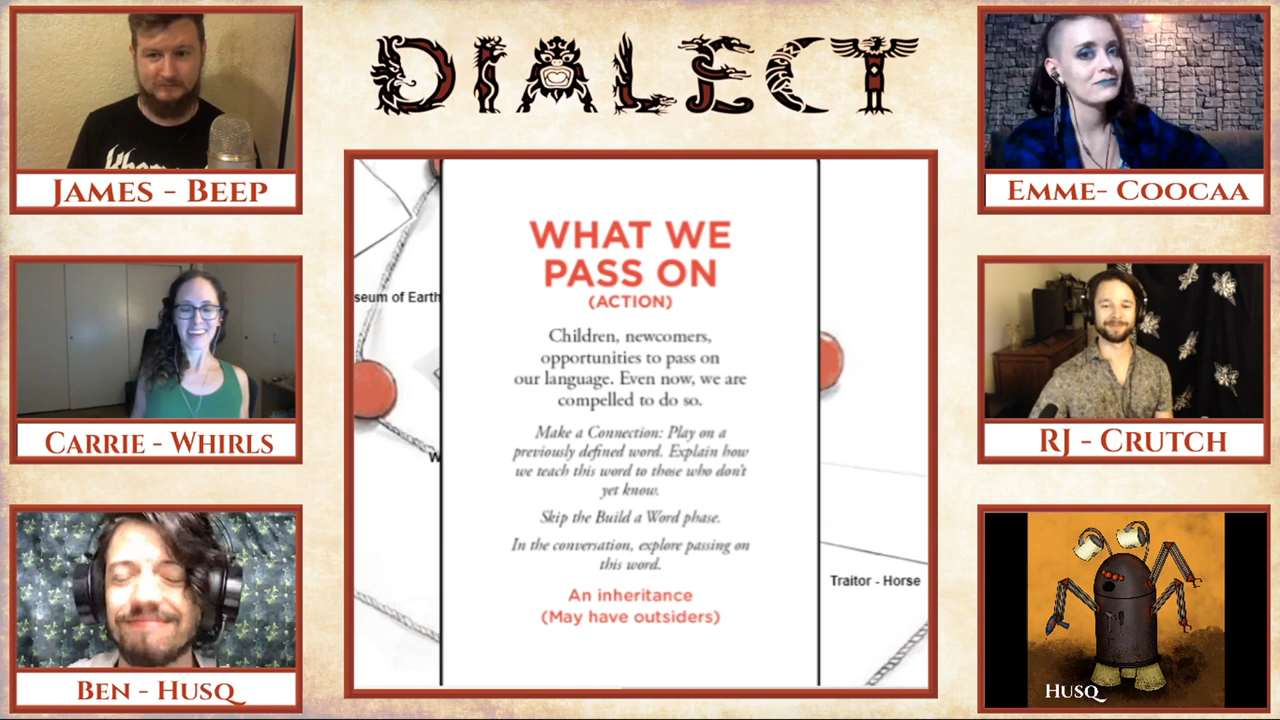 DIALECT
JAMES - BEEP
EMME- COOCAA
WHAT WE
PASS ON
(ACTION)
seum of Earth
Children, newcomers,
opportunities to pass on
our language. Even now, we are
compelled to do so.
Make a Connection: Play on a
previously defined word. Explain how
we teach this word to those who don't
yet know.
Skip the Build a Word phase.
In the conversation, explore passing on
this word.
An inheritance
(May have outsiders)
Traitor - Horse
CARRIE - WHIRLS
RJ - CRUTCH
BEN - HUSQ
HUSQ